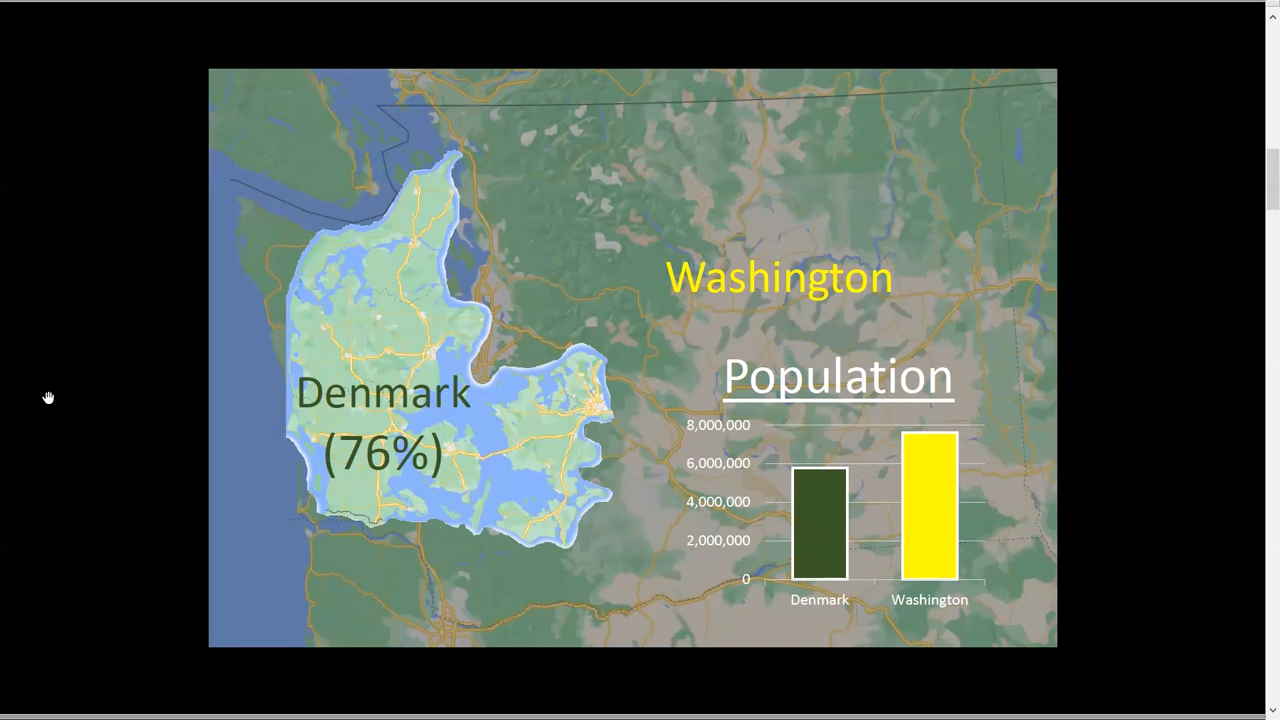 Washington
Denmark
(76%)
Population
8,000,000
6,000,000
4,000,000
2,000,000
0
Denmark
Washington